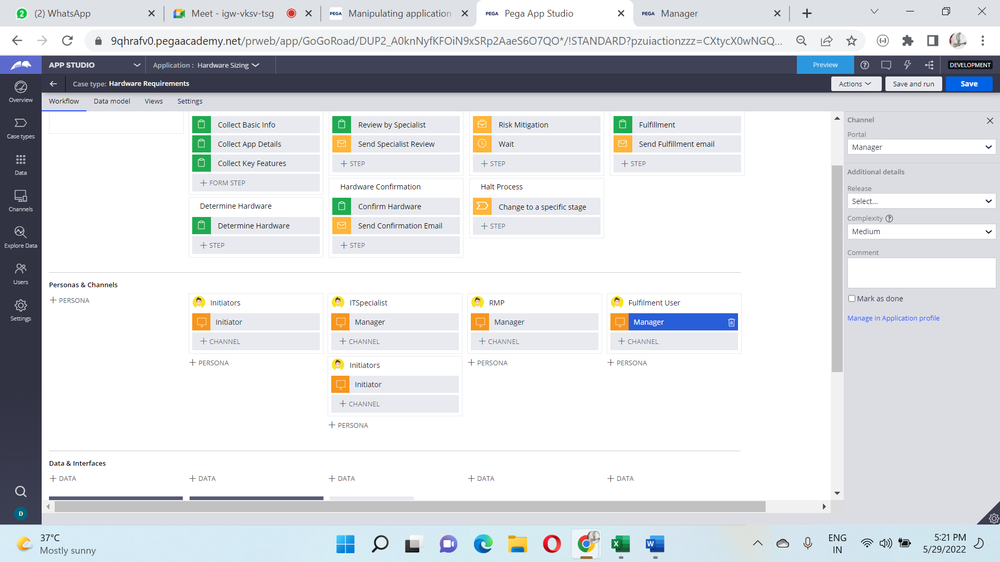 2
(2) WhatsApp
Meet - igw-vksv-tsg
PEGA
Manipulating application
PEGA
Pega App Studio
PEGA
Manager
9qhrafv0.pegaacademy.net/prweb/app/GoGoRoad/DUP2_A0knNyfKFOiN9xSRp2AaeS6O7QO*/!STANDARD?pzuiactionzzz=CXtycX0wNGQ...
APP STUDIO
Application : Hardware Sizing
Preview
DEVELOPMENT
Case type: Hardware Requirements
Actions
Save and run
Save
Overview
Case types
Data
Channels
Explore Data
Users
Settings
D
Workflow
Data model
Views
Settings
Collect Basic Info
Collect App Details
Collect Key Features
FORM STEP
Determine Hardware
Determine Hardware
STEP
Review by Specialist
Send Specialist Review
STEP
Hardware Confirmation
Confirm Hardware
Send Confirmation Email
STEP
Risk Mitigation
Wait
STEP
Halt Process
Change to a specific stage
STEP
Fulfillment
Send Fulfillment email
STEP
Personas & Channels
PERSONA
Initiators
Initiator
CHANNEL
PERSONA
ITSpecialist
Manager
CHANNEL
Initiators
Initiator
CHANNEL
PERSONA
RMP
Manager
CHANNEL
PERSONA
Fulfilment User
Manager
CHANNEL
PERSONA
Data & Interfaces
DATA
DATA
DATA
DATA
DATA
Channel
Portal
Manager
Additional details
Release
Select...
Complexity
Medium
Comment
Mark as done
Manage in Application profile
37°C
Mostly sunny
ENG
IN
5:21 PM
5/29/2022